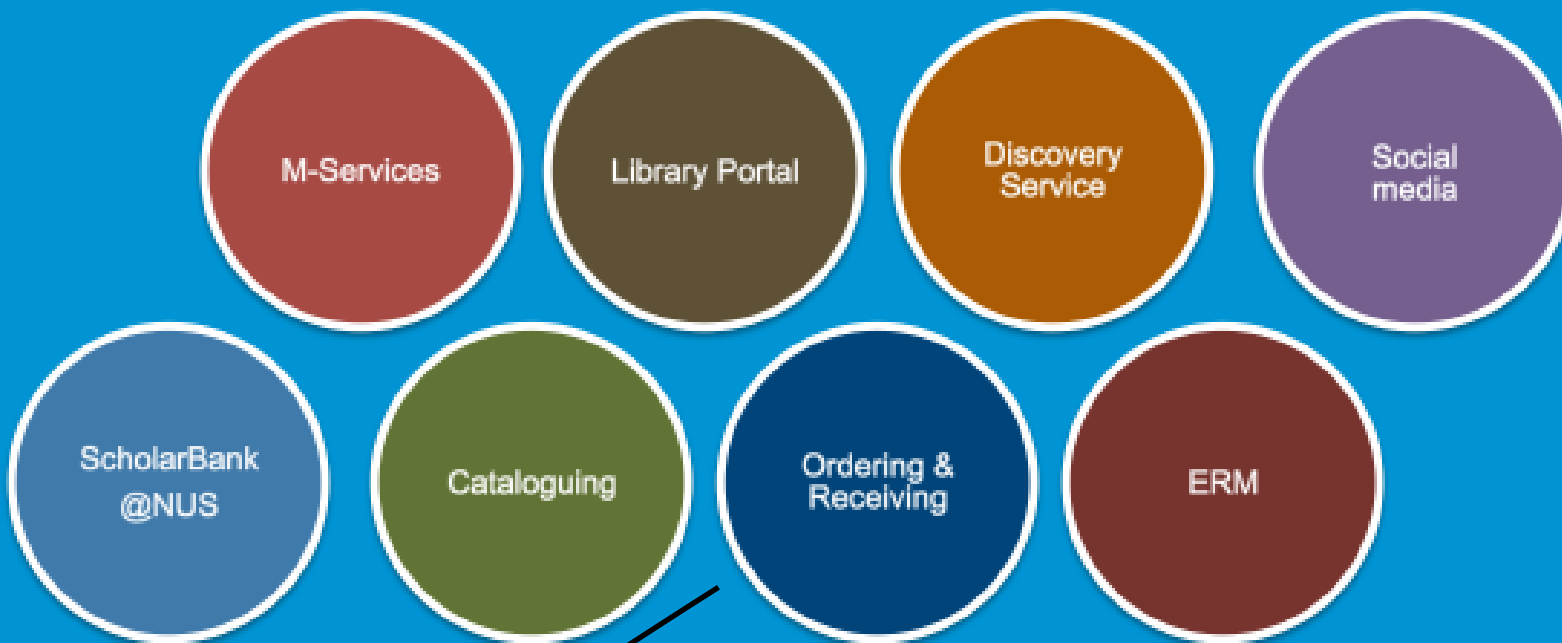 M-Services
Library Portal
Discovery
Service
Social
media
ScholarBank
@NUS
Cataloguing
Ordering &
Receiving
ERM